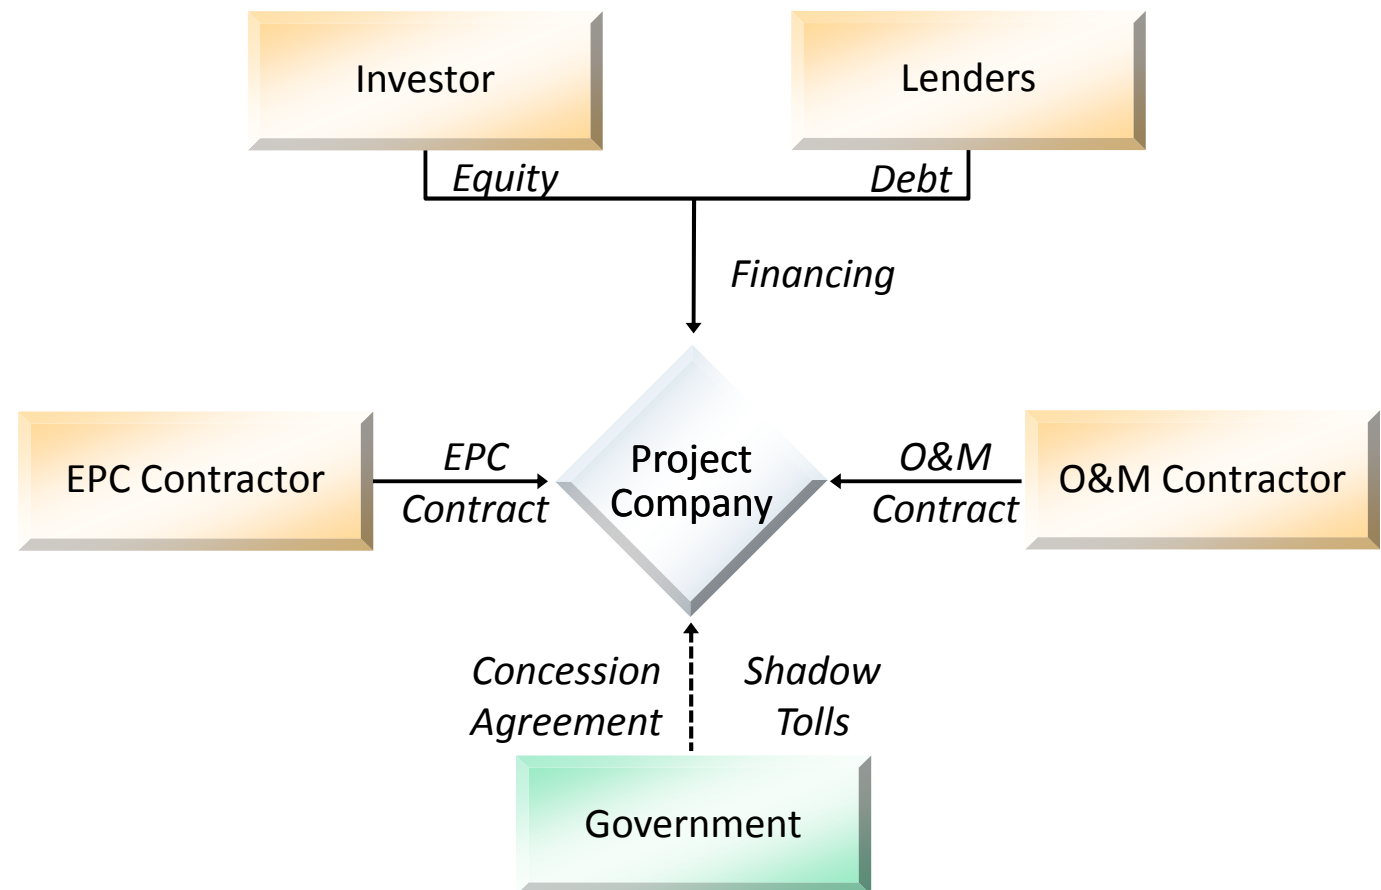 Investor
Lenders
Equity
Debt
Financing
EPC Contractor
EPC
Contract
Project
Company
O&M
Contract
O&M Contractor
Concession
Agreement
Shadow
Tolls
Government